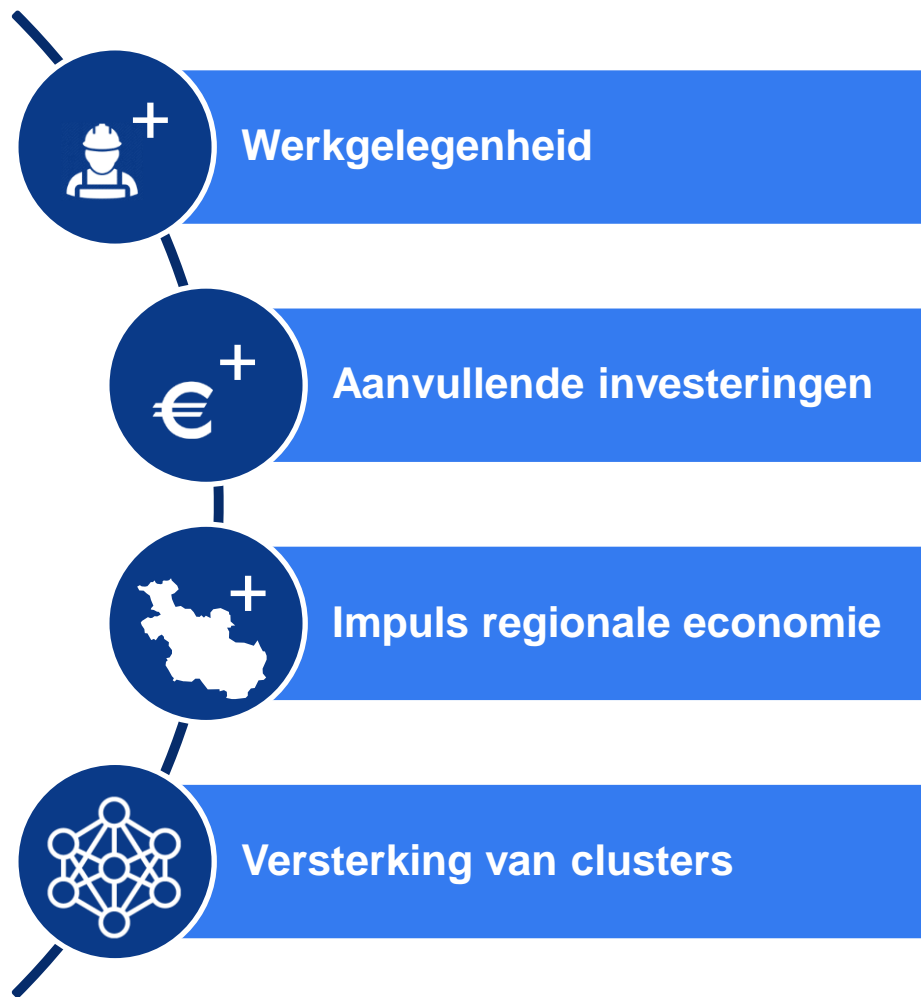 Werkgelegenheid
Aanvullende investeringen
Impuls regionale economie
Versterking van clusters